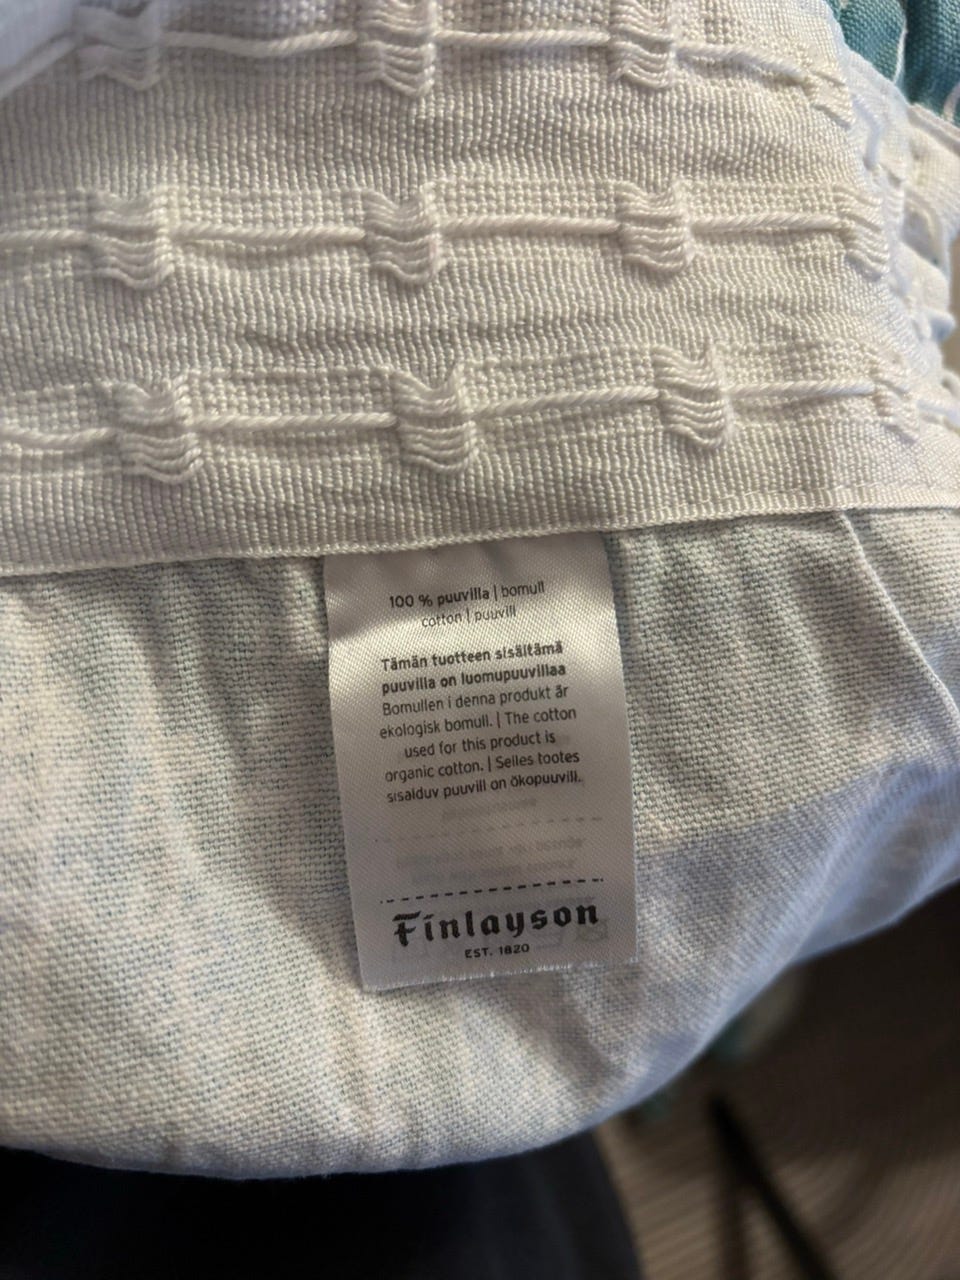 100 % puuvilla | bomull
cotton | puuvill
Tämän tuotteen sisältämä
puuvilla on luomupuuvillaa
Bomullen i denna produkt är
ekologisk bomull. | The cotton
used for this product is
organic cotton. | Selles tootes
sisalduv puuvill on ökopuuvill.
Finlayson
EST. 1820